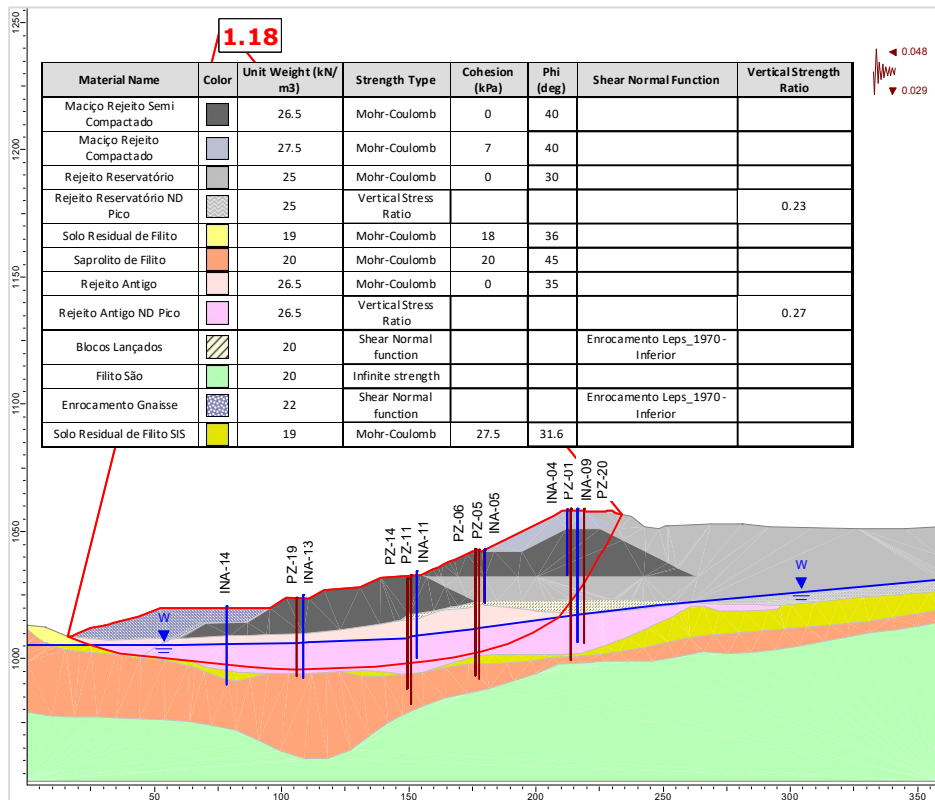 1.18
0.048
0.029
Material Name Color Unit Weight (kN/ m3) Strength Type Cohesion (kPa) Phi (deg) Shear Normal Function Vertical Strength Ratio
Maciço Rejeito Semi Compactado 26.5 Mohr-Coulomb 0 40
Maciço Rejeito Compactado 27.5 Mohr-Coulomb 7 40
Rejeito Reservatório 25 Mohr-Coulomb 0 30
Rejeito Reservatório ND Pico 25 Vertical Stress Ratio 0.23
Solo Residual de Filito 19 Mohr-Coulomb 18 36
Saprolito de Filito 20 Mohr-Coulomb 20 45
Rejeito Antigo 26.5 Mohr-Coulomb 0 35
Rejeito Antigo ND Pico 26.5 Vertical Stress Ratio 0.27
Blocos Lançados 20 Shear Normal function Enrocamento Leps_1970 - Inferior
Filito São 20 Infinite strength
Enrocamento Gnaisse 22 Shear Normal function Enrocamento Leps_1970 - Inferior
Solo Residual de Filito SIS 19 Mohr-Coulomb 27.5 31.6
1250
1200
1150
1100
1050
1000
INA-14
PZ-19
INA-13
PZ-14
PZ-11
INA-11
PZ-06
PZ-05
INA-05
INA-04
PZ-01
INA-09
PZ-20
W
W
50 100 150 200 250 300 350